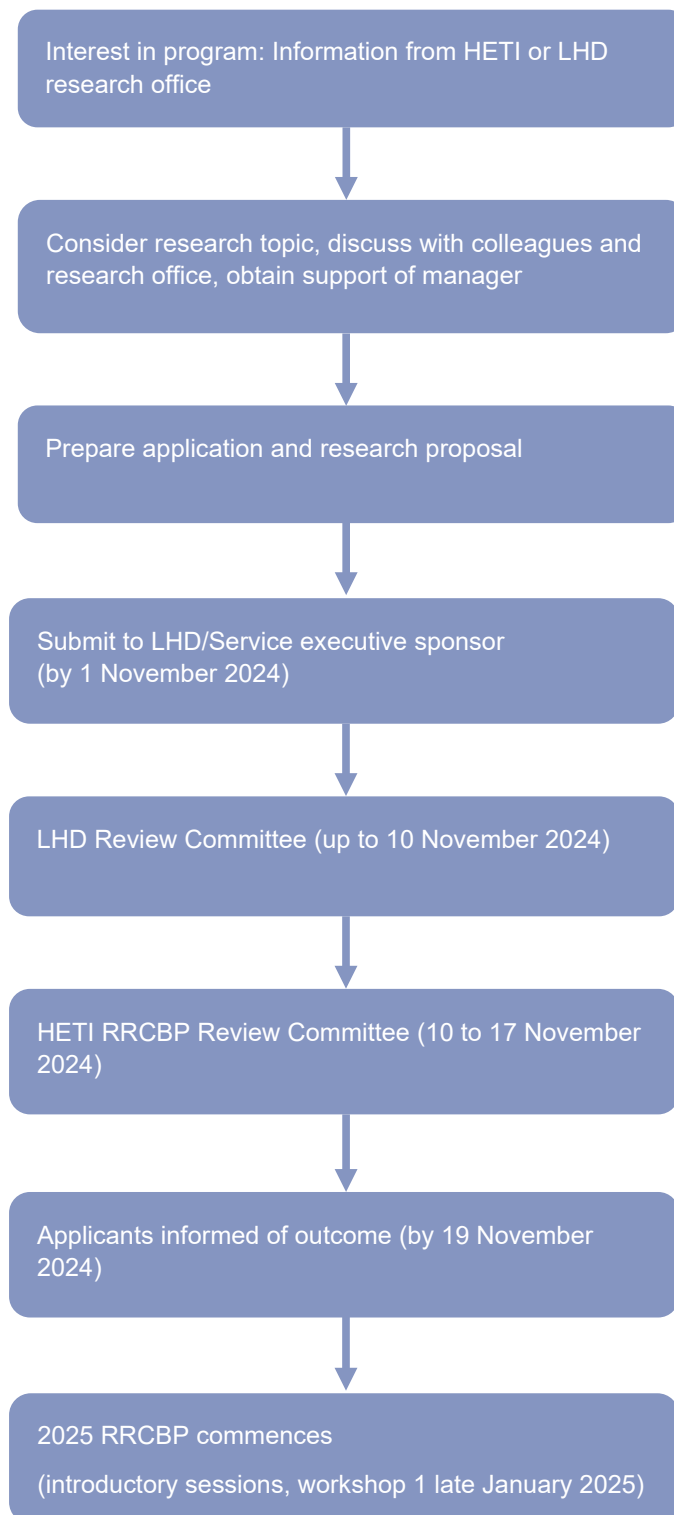 Interest in program: Information from HETI or LHD
research office
Consider research topic, discuss with colleagues and
research office, obtain support of manager
Prepare application and research proposal
Submit to LHD/Service executive sponsor
(by 1 November 2024)
LHD Review Committee (up to 10 November 2024)
HETI RRCBP Review Committee (10 to 17 November
2024)
Applicants informed of outcome (by 19 November
2024)
2025 RRCBP commences
(introductory sessions, workshop 1 late January 2025)